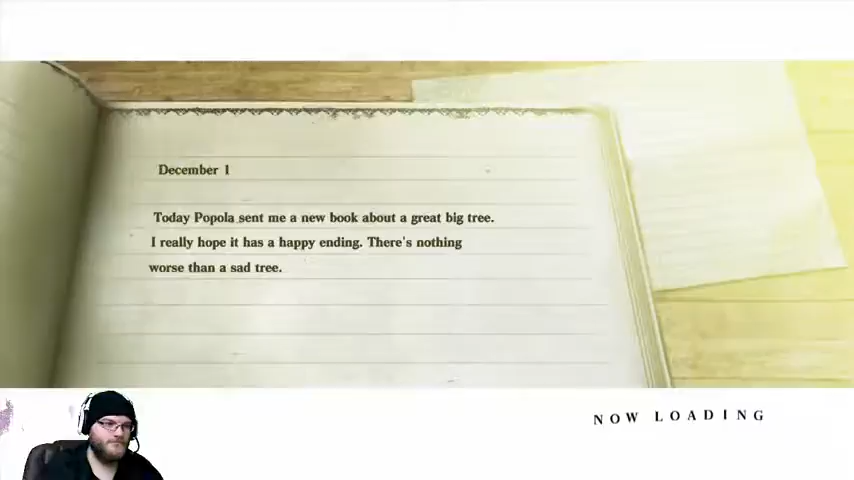 December 1
Today Popola sent me a new book about a great big tree.
I really hope it has a happy ending. There's nothing
worse than a sad tree.
NOW LOADING